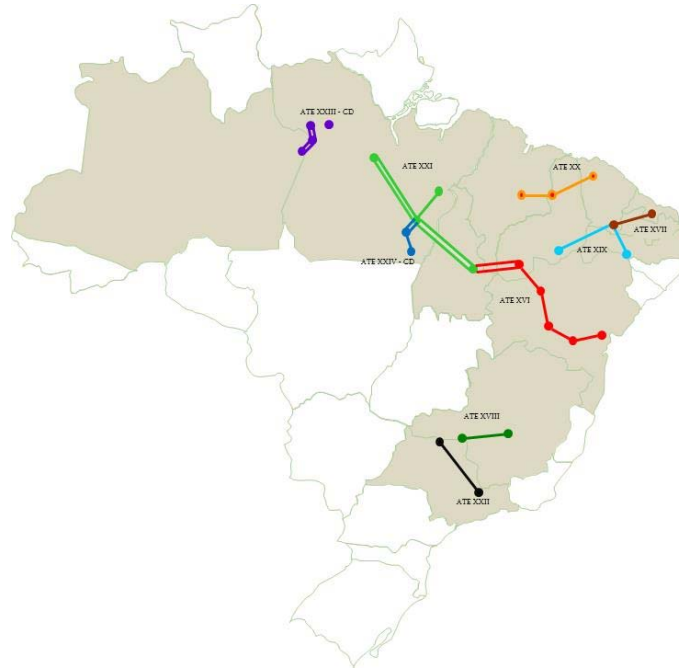 ATE XXIII - CD
ATE XXI
ATE XX
ATE XVII
ATE XIX
ATE XXIV - CD
ATE XVI
ATE XVIII
ATE XXII